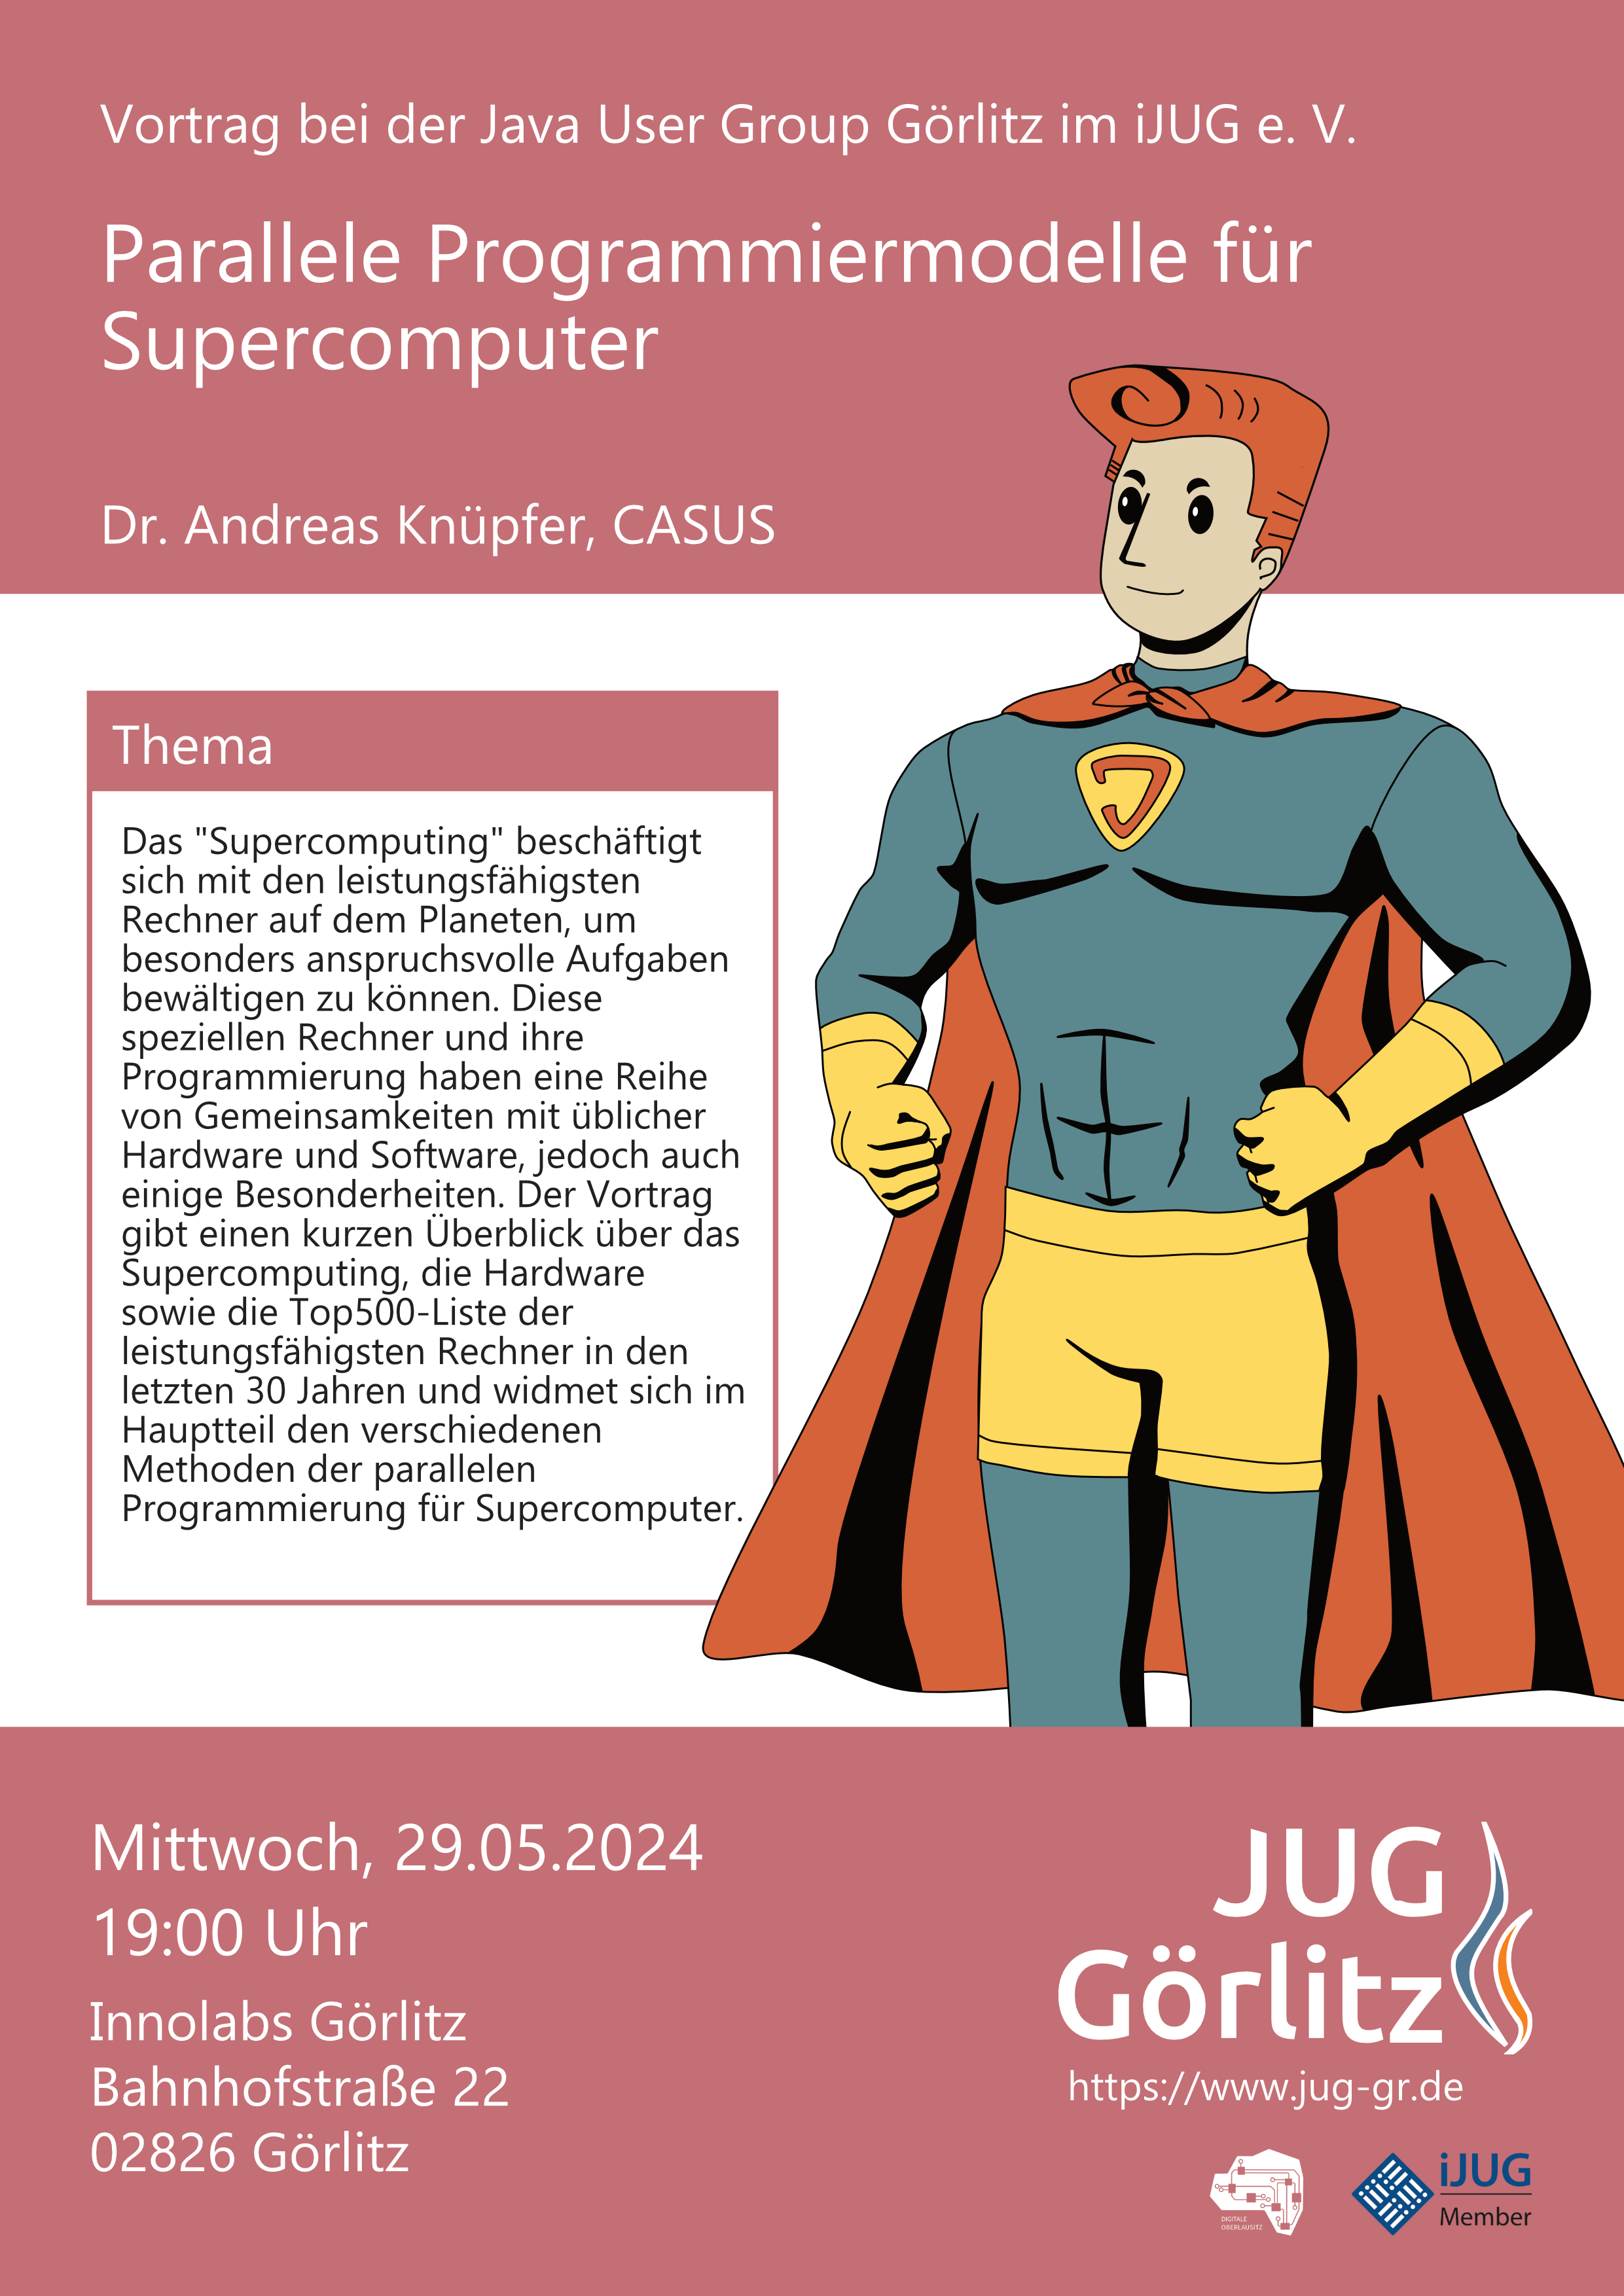 Vortrag bei der Java User Group Görlitz im iJUG e. V.
Parallele Programmiermodelle für
Supercomputer
Dr. Andreas Knüpfer, CASUS
Thema
Das "Supercomputing" beschäftigt
sich mit den leistungsfähigsten
Rechner auf dem Planeten, um
besonders anspruchsvolle Aufgaben
bewältigen zu können. Diese
speziellen Rechner und ihre
Programmierung haben eine Reihe
von Gemeinsamkeiten mit üblicher
Hardware und Software, jedoch auch
einige Besonderheiten. Der Vortrag
gibt einen kurzen Überblick über das
Supercomputing, die Hardware
sowie die Top500-Liste der
leistungsfähigsten Rechner in den
letzten 30 Jahren und widmet sich im
Hauptteil den verschiedenen
Methoden der parallelen
Programmierung für Supercomputer.
J
Mittwoch, 29.05.2024
19:00 Uhr
Innolabs Görlitz
Bahnhofstraße 22
02826 Görlitz
JUG
Görlitz
https://www.jug-gr.de
DIGITALE
OBERLAUSITZ
iJUG
Member